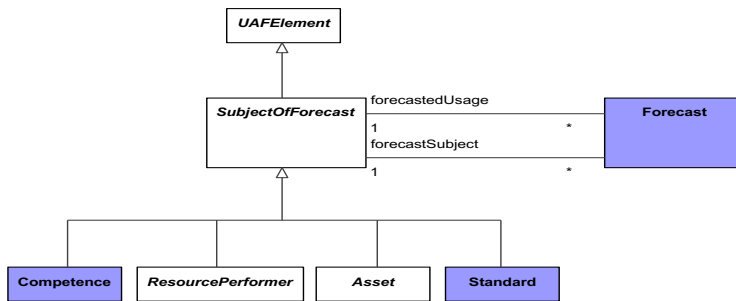 UAFElement
forecastedUsage
SubjectOfForecast
Forecast
1 *
forecastSubject
1 *
Competence
ResourcePerformer
Asset
Standard